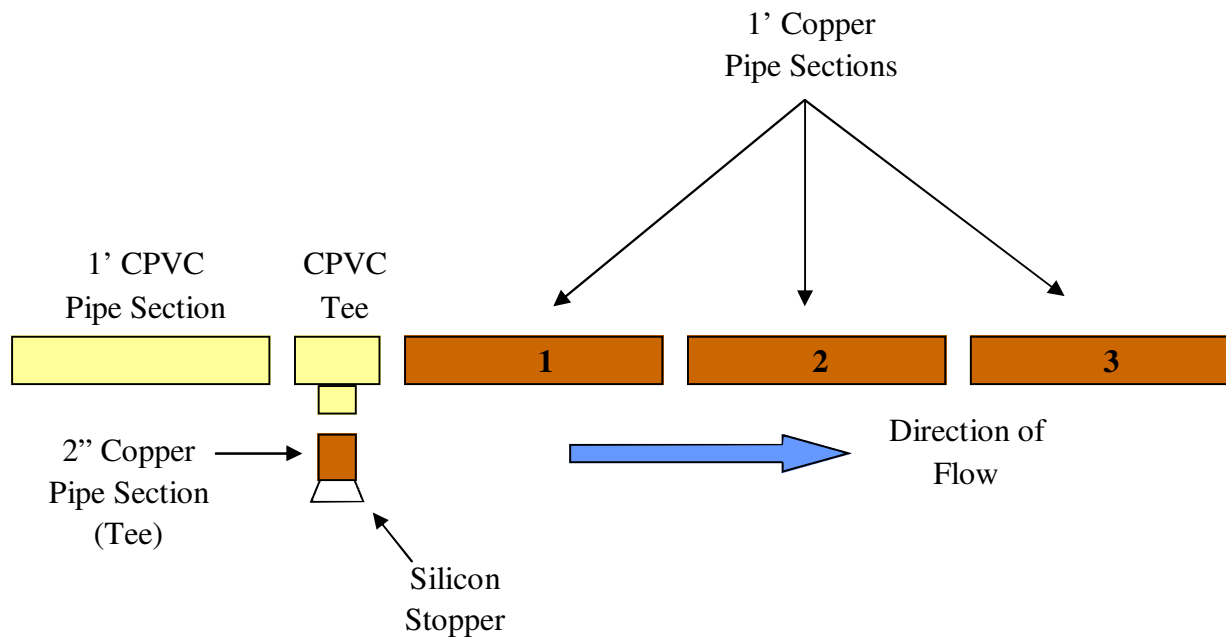 1’ Copper
Pipe Sections
1’ CPVC
Pipe Section
CPVC
Tee
1
2
3
2” Copper
Pipe Section
(Tee)
Direction of
Flow
Silicon
Stopper